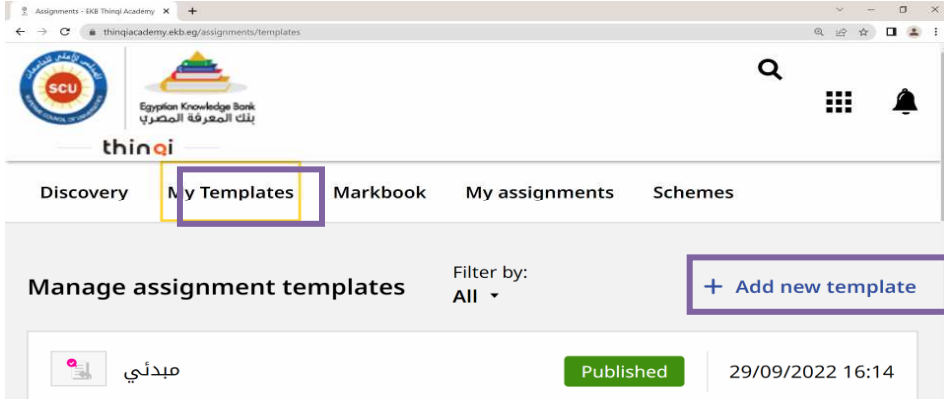 Assignments - EKB Thinqi Academy
thinqiacademy.ekb.eg/assignments/templates
SCU
Egyptian Knowledge Bank
بنك المعرفة المصري
thinqi
Discovery My Templates Markbook My assignments Schemes
Filter by:
Manage assignment templates All + Add new template
مبدئي Published 29/09/2022 16:14